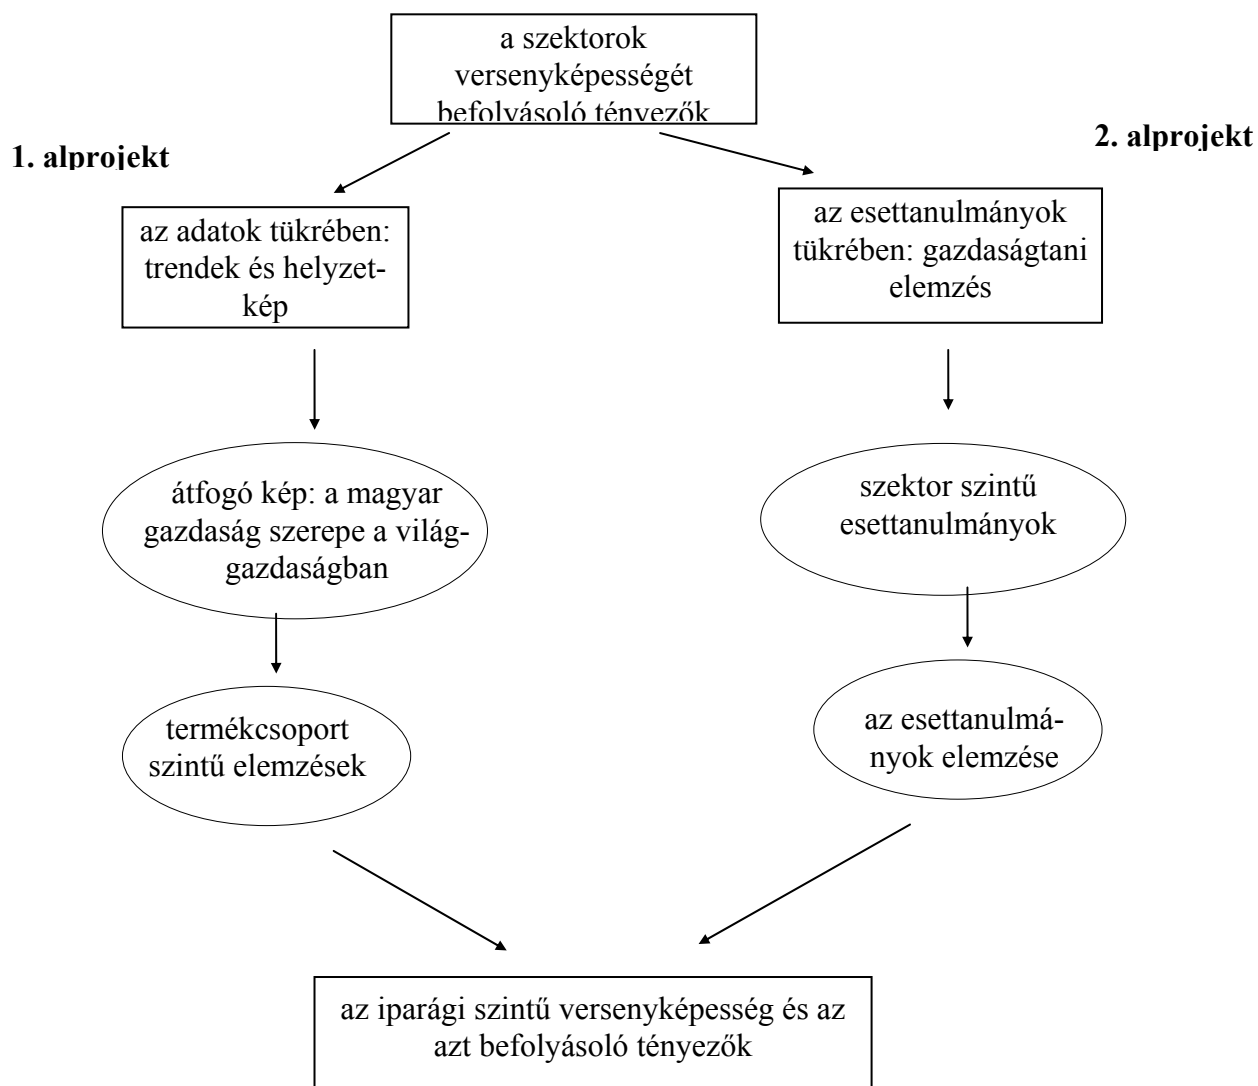 a szektorok
versenyképességét
befolyásoló tényezők
1. alprojekt
2. alprojekt
az adatok tükrében:
trendek és helyzet-
kép
az esettanulmányok
tükrében: gazdaságtani
elemzés
átfogó kép: a magyar
gazdaság szerepe a világ-
gazdaságban
szektor szintű
esettanulmányok
termékcsoport
szintű elemzések
az esettanulmá-
nyok elemzése
az iparági szintű versenyképesség és az
azt befolyásoló tényezők